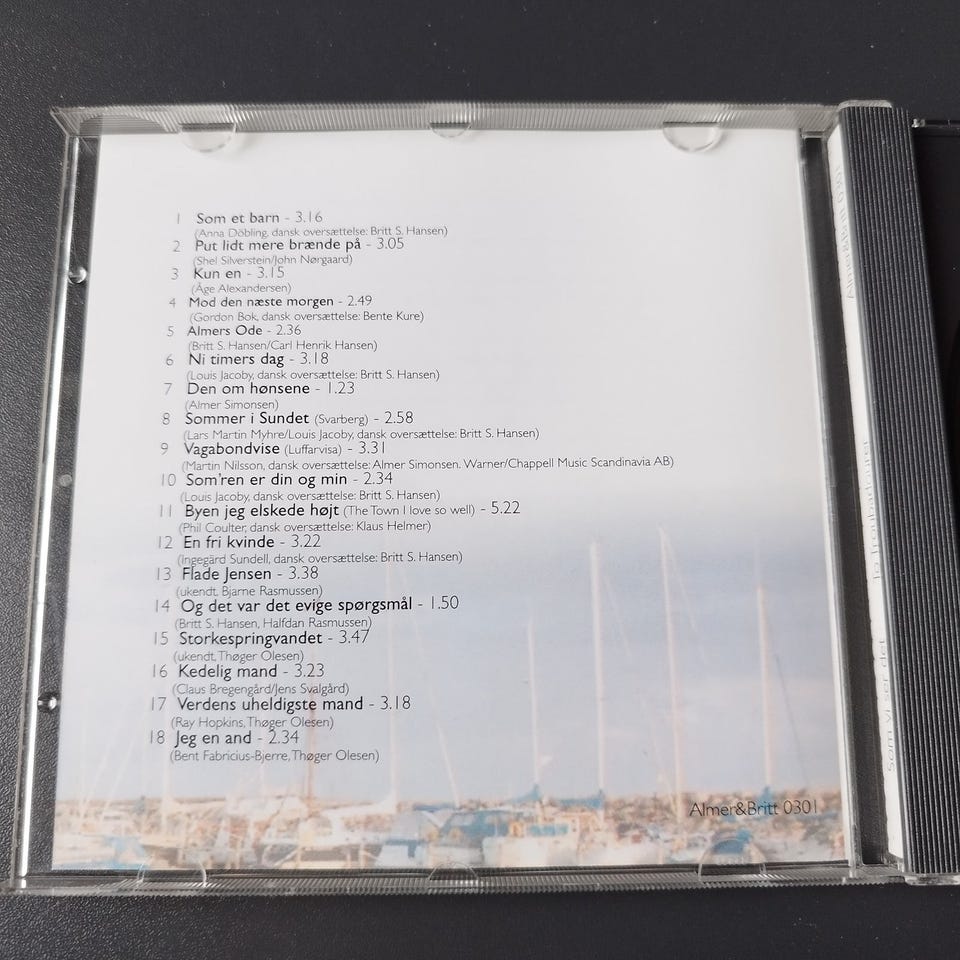 1 Som et barn - 3.16
(Anna Döbling, dansk oversættelse: Britt S. Hansen)
2 Put lidt mere brænde på - 3.05
(Shel Silverstein/John Nørgaard)
3 Kun en - 3.15
(Åge Alexandersen)
4 Mod den næste morgen - 2.49
(Gordon Bok, dansk oversættelse: Bente Kure)
5 Almers Ode - 2.36
(Britt S. Hansen/Carl Henrik Hansen)
6 Ni timers dag - 3.18
(Louis Jacoby, dansk oversættelse: Britt S. Hansen)
7 Den om hønsene - 1.23
(Almer Simonsen)
8 Sommer i Sundet (Svarberg) - 2.58
(Lars Martin Myhre/Louis Jacoby, dansk oversættelse: Britt S. Hansen)
9 Vagabondvise (Luffarvisa) - 3.31
(Martin Nilsson, dansk oversættelse: Almer Simonsen. Warner/Chappell Music Scandinavia AB)
10 Som'ren er din og min - 2.34
(Louis Jacoby, dansk oversættelse: Britt S. Hansen)
11 Byen jeg elskede højt (The Town I love so well) - 5.22
(Phil Coulter, dansk oversættelse: Klaus Helmer)
12 En fri kvinde - 3.22
(Ingegärd Sundell, dansk oversættelse: Britt S. Hansen)
13 Flade Jensen - 3.38
(ukendt, Bjarne Rasmussen)
14 Og det var det evige spørgsmål - 1.50
(Britt S. Hansen, Halfdan Rasmussen)
15 Storkespringvandet - 3.47
(ukendt, Thøger Olesen)
16 Kedelig mand - 3.23
(Claus Bregengård/Jens Svalgård)
17 Verdens uheldigste mand - 3.18
(Ray Hopkins, Thøger Olesen)
18 Jeg en and - 2.34
(Bent Fabricius-Bjerre, Thøger Olesen)
Almer&Britt 0301
Almer&Britt 0301
To Troubadourer
som vi ser det